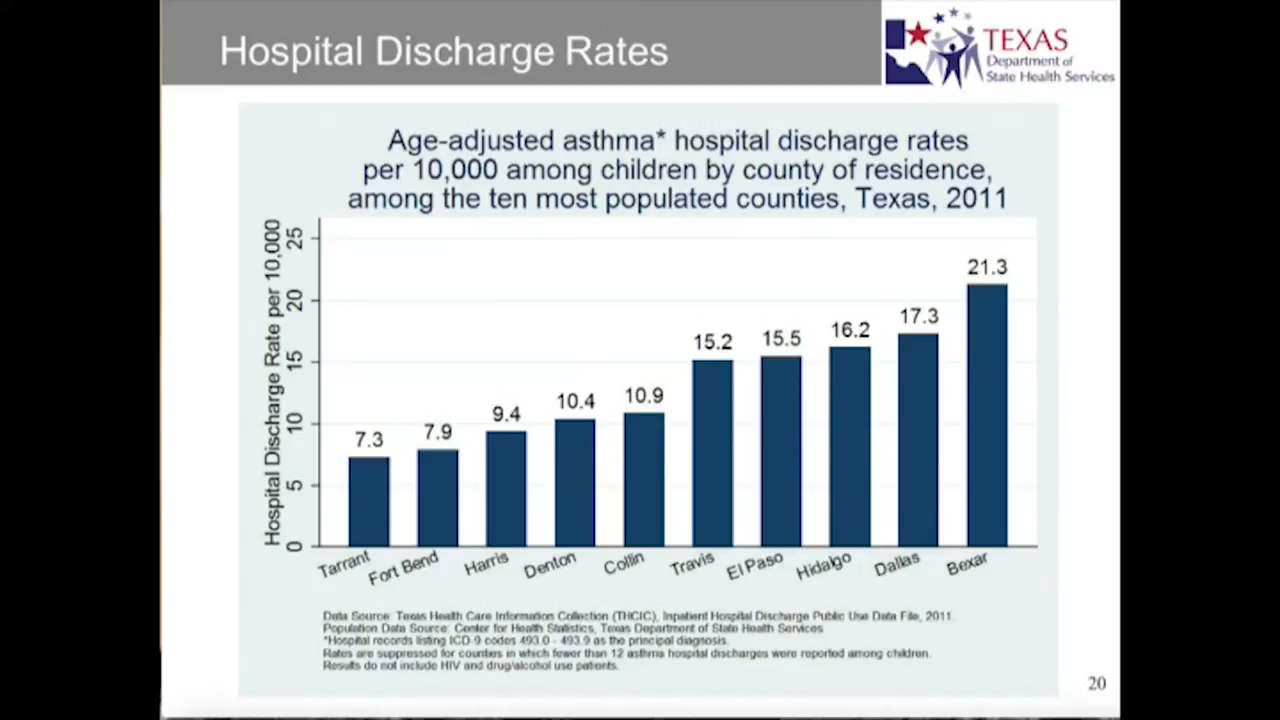 Hospital Discharge Rates
TEXAS
Department of
State Health Services
Age-adjusted asthma* hospital discharge rates
per 10,000 among children by county of residence,
among the ten most populated counties, Texas, 2011
Hospital Discharge Rate per 10,000
25
20
15
10
5
0
7.3
7.9
9.4
10.4
10.9
15.2
15.5
16.2
17.3
21.3
Tarrant
Fort Bend
Harris
Denton
Collin
Travis
El Paso
Hidalgo
Dallas
Bexar
Data Source: Texas Health Care Information Collection (THCIC), Inpatient Hospital Discharge Public Use Data File, 2011.
Population Data Source: Center for Health Statistics, Texas Department of State Health Services
*Hospital records listing ICD-9 codes 493.0 - 493.9 as the principal diagnosis.
Rates are suppressed for counties in which fewer than 12 asthma hospital discharges were reported among children.
Results do not include HIV and drug/alcohol use patients.
20